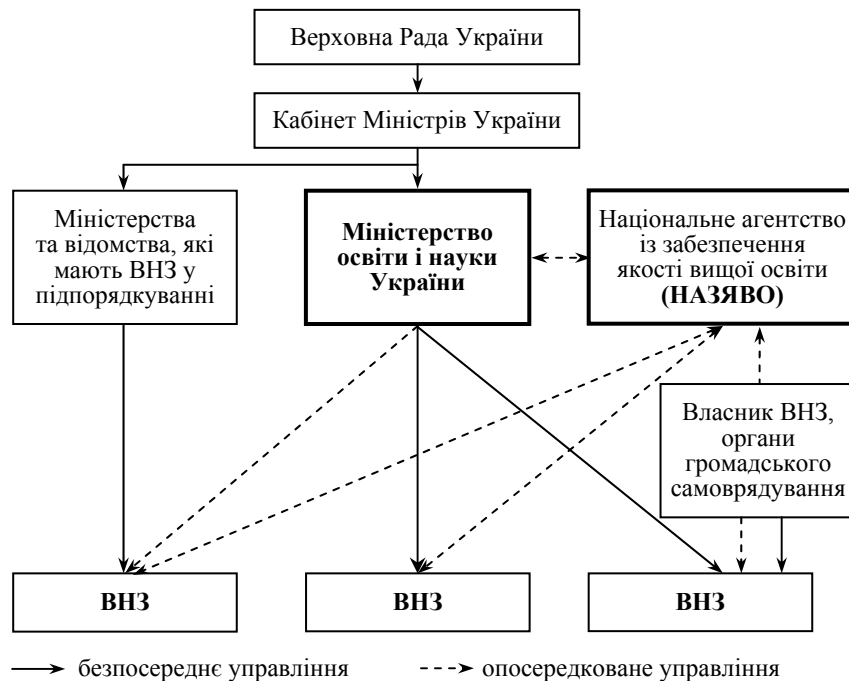 Верховна Рада України
Кабінет Міністрів України
Міністерства
та відомства, які
мають ВНЗ у
підпорядкуванні
Міністерство
освіти і науки
України
Національне агентство
із забезпечення
якості вищої освіти
(НАЗЯВО)
Власник ВНЗ,
органи
громадського
самоврядування
ВНЗ
ВНЗ
ВНЗ
безпосереднє управління
опосередковане управління